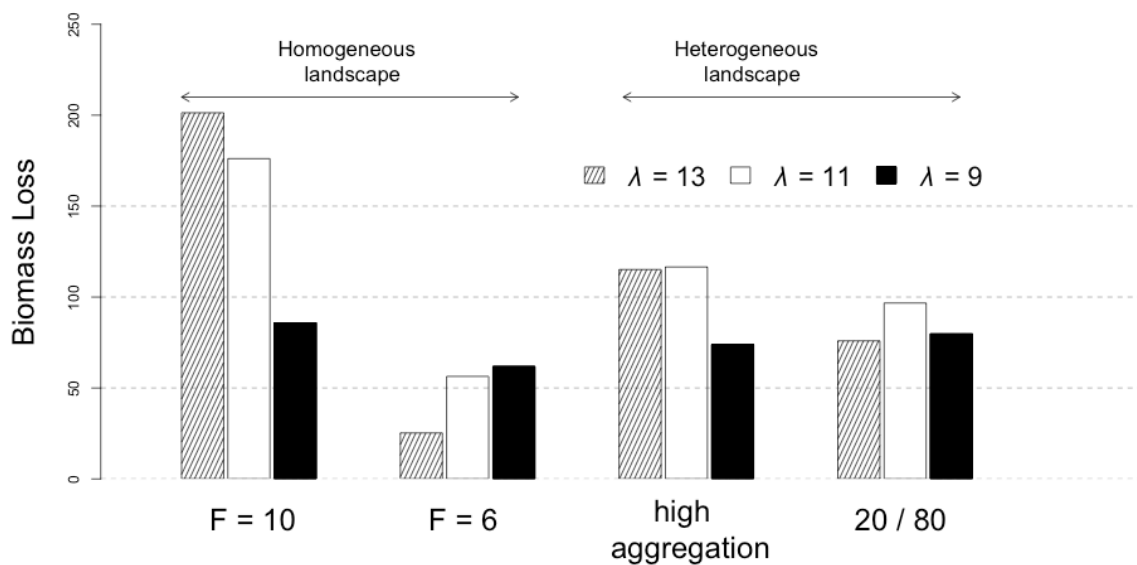 250
200
150
100
50
0
Biomass Loss
Homogeneous
landscape
Heterogeneous
landscape
λ = 13 λ = 11 λ = 9
F = 10 F = 6 high
aggregation 20 / 80